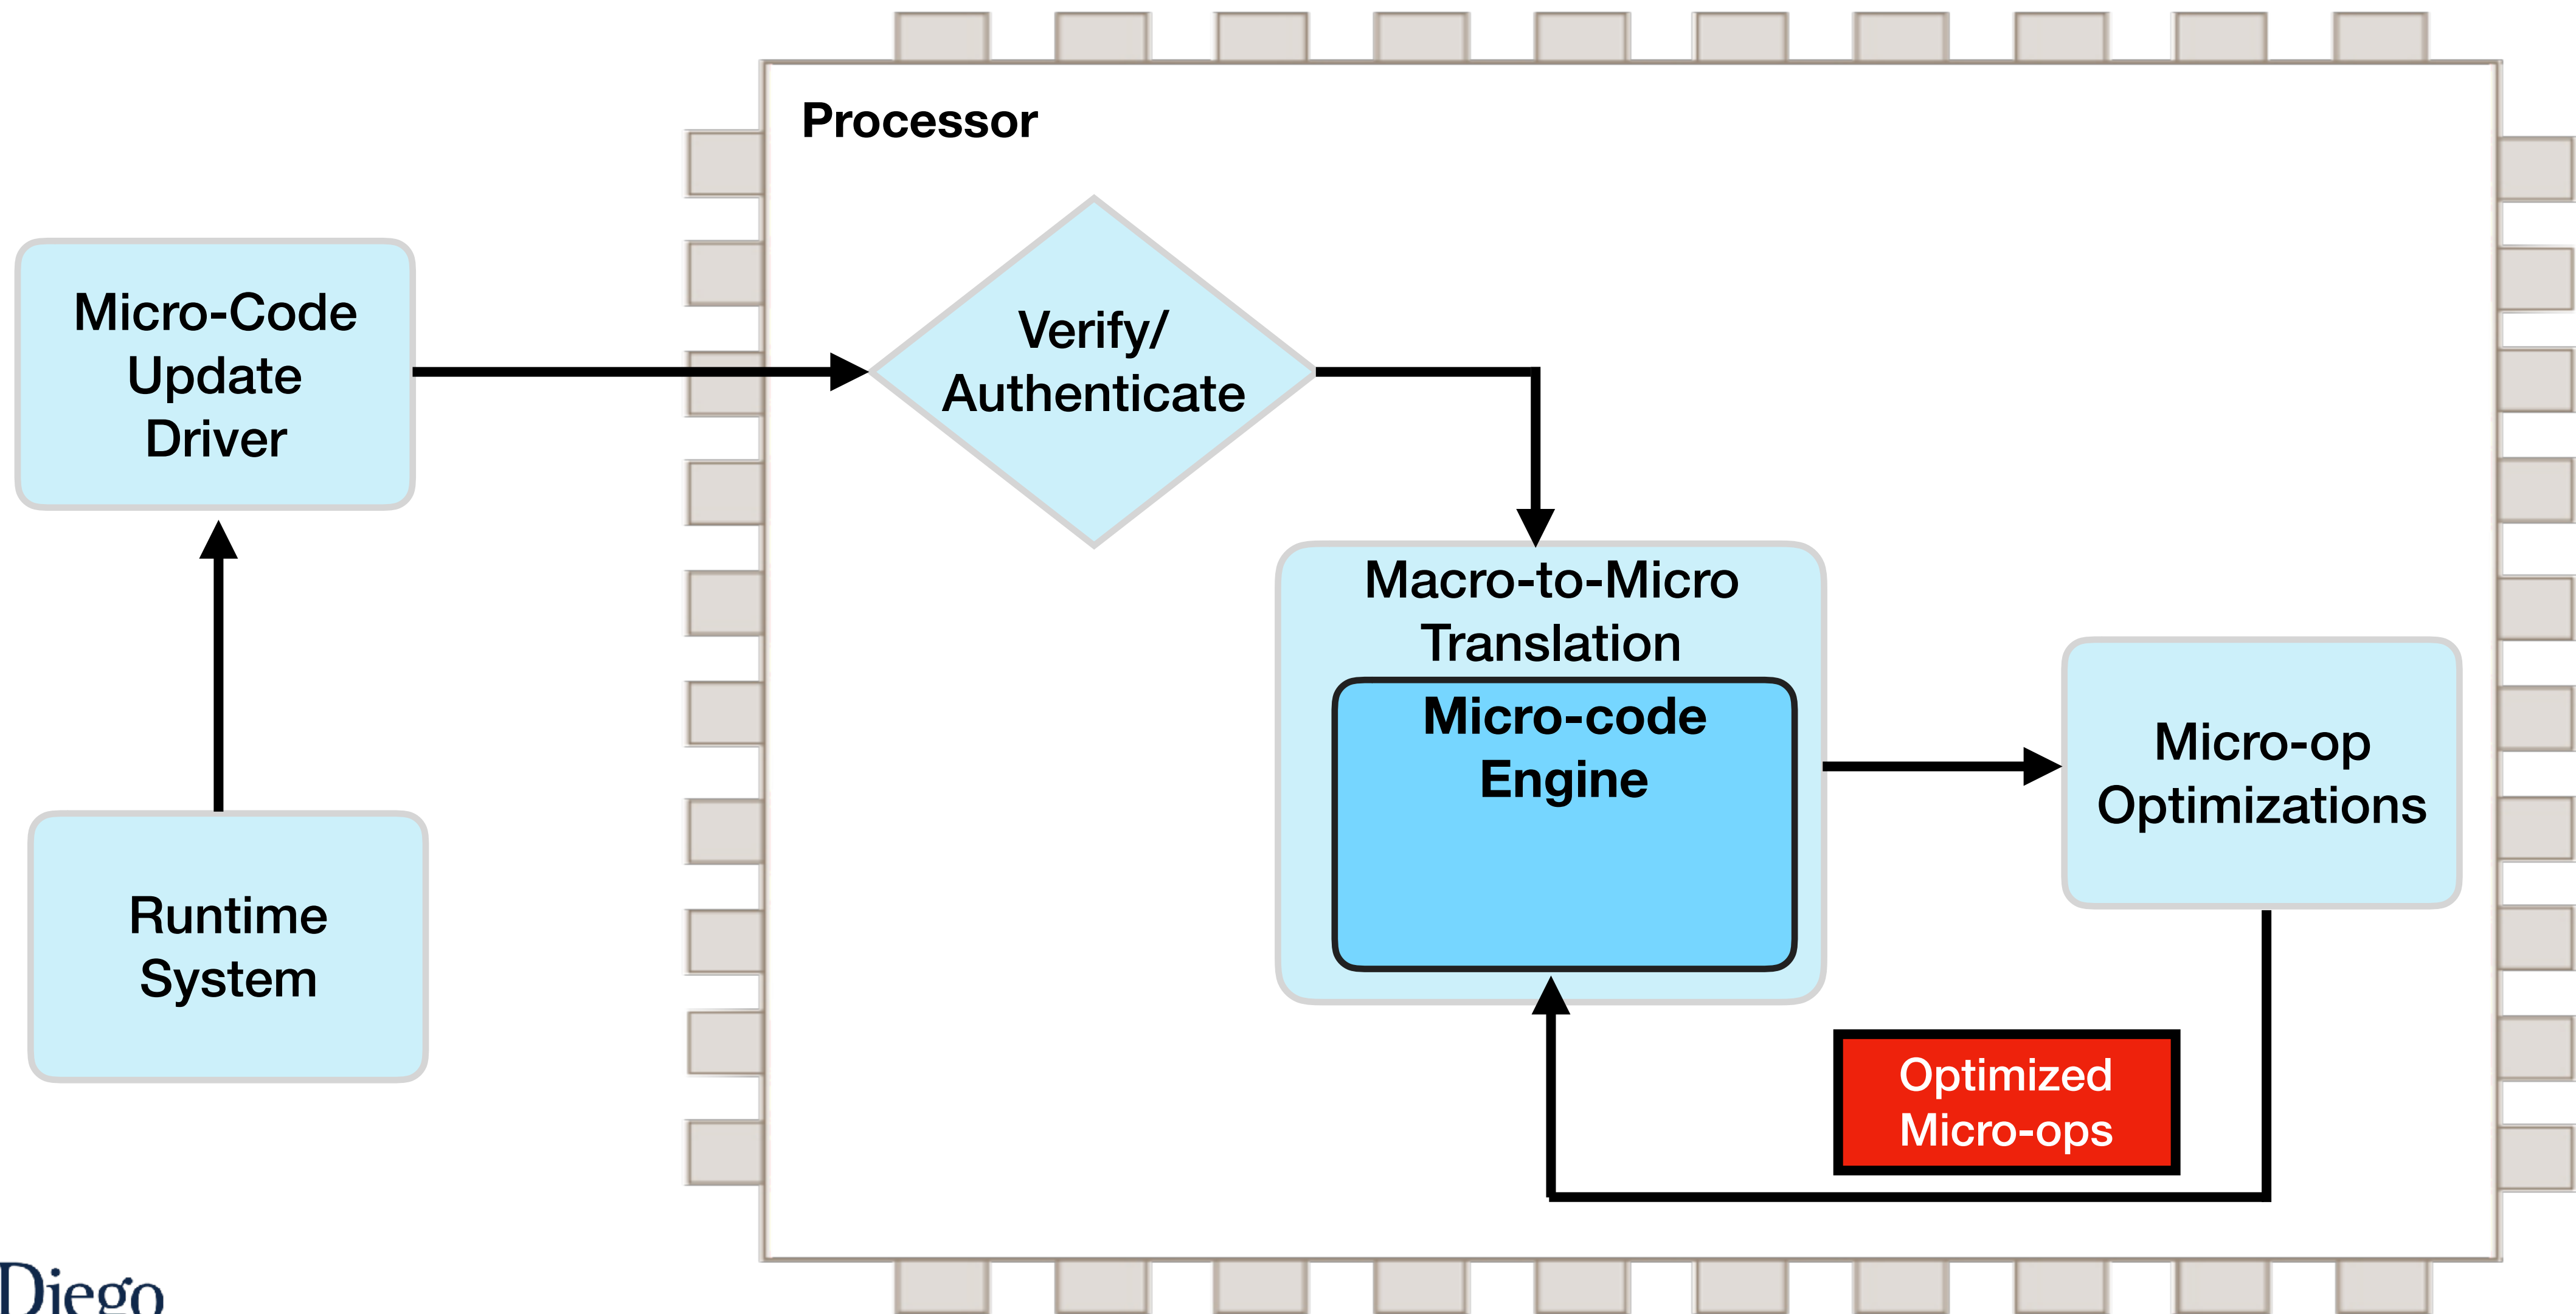 Processor
Micro-Code
Update
Driver
Verify/
Authenticate
Macro-to-Micro
Translation
Micro-code
Engine
Micro-op
Optimizations
Runtime
System
Optimized
Micro-ops
Diego